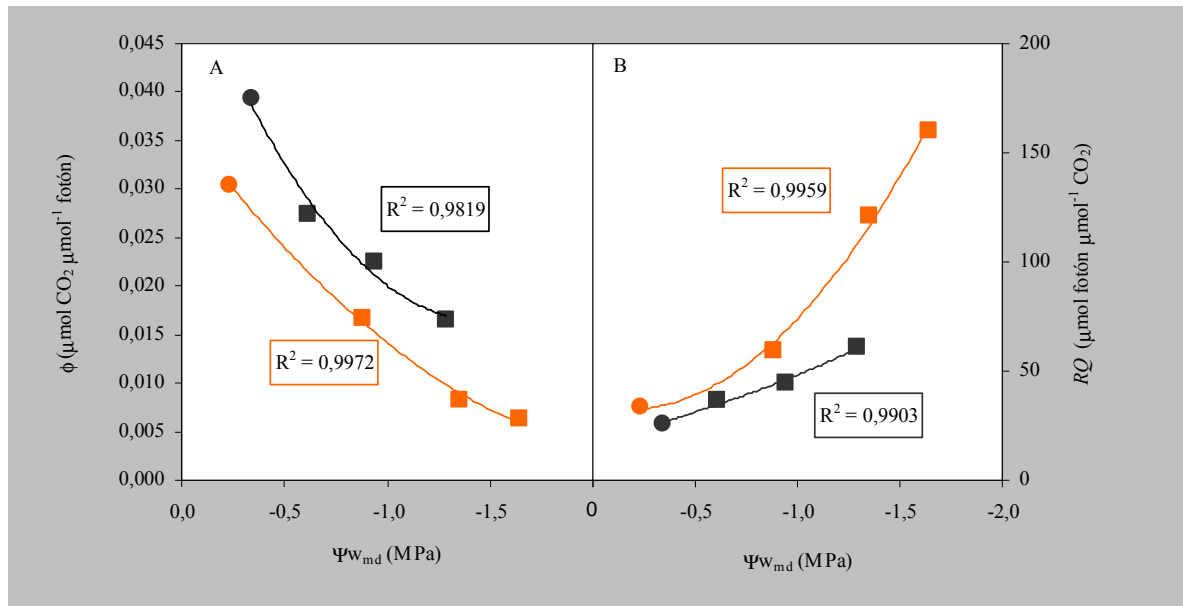 A
B
0,045
0,040
0,035
0,030
0,025
0,020
0,015
0,010
0,005
0,000
ϕ (µmol CO₂ µmol⁻¹ fotón)
R² = 0,9819
R² = 0,9972
0,0
-0,5
-1,0
-1,5
Ψw_md (MPa)
R² = 0,9959
R² = 0,9903
0
-0,5
-1,0
-1,5
-2,0
Ψw_md (MPa)
200
150
100
50
0
RQ (µmol fotón µmol⁻¹ CO₂)